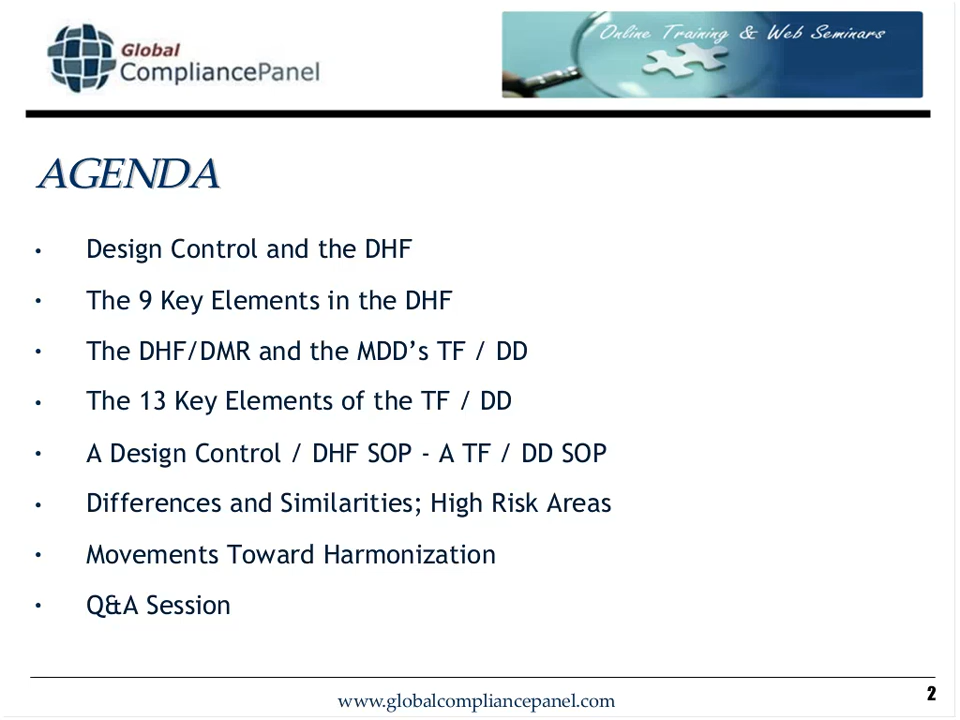 Global
CompliancePanel
Online Training & Web Seminars
AGENDA
• Design Control and the DHF
• The 9 Key Elements in the DHF
• The DHF/DMR and the MDD’s TF / DD
• The 13 Key Elements of the TF / DD
• A Design Control / DHF SOP - A TF / DD SOP
• Differences and Similarities; High Risk Areas
• Movements Toward Harmonization
• Q&A Session
www.globalcompliancepanel.com
2